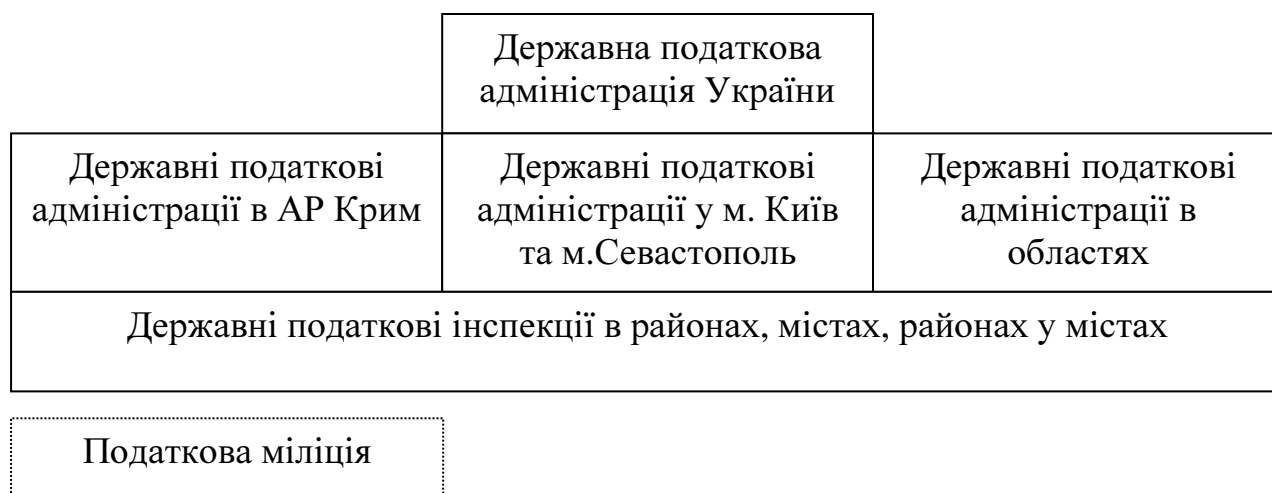 Державна податкова
адміністрація України
Державні податкові
адміністрації в АР Крим
Державні податкові
адміністрації у м. Київ
та м.Севастополь
Державні податкові
адміністрації в
областях
Державні податкові інспекції в районах, містах, районах у містах
Податкова міліція